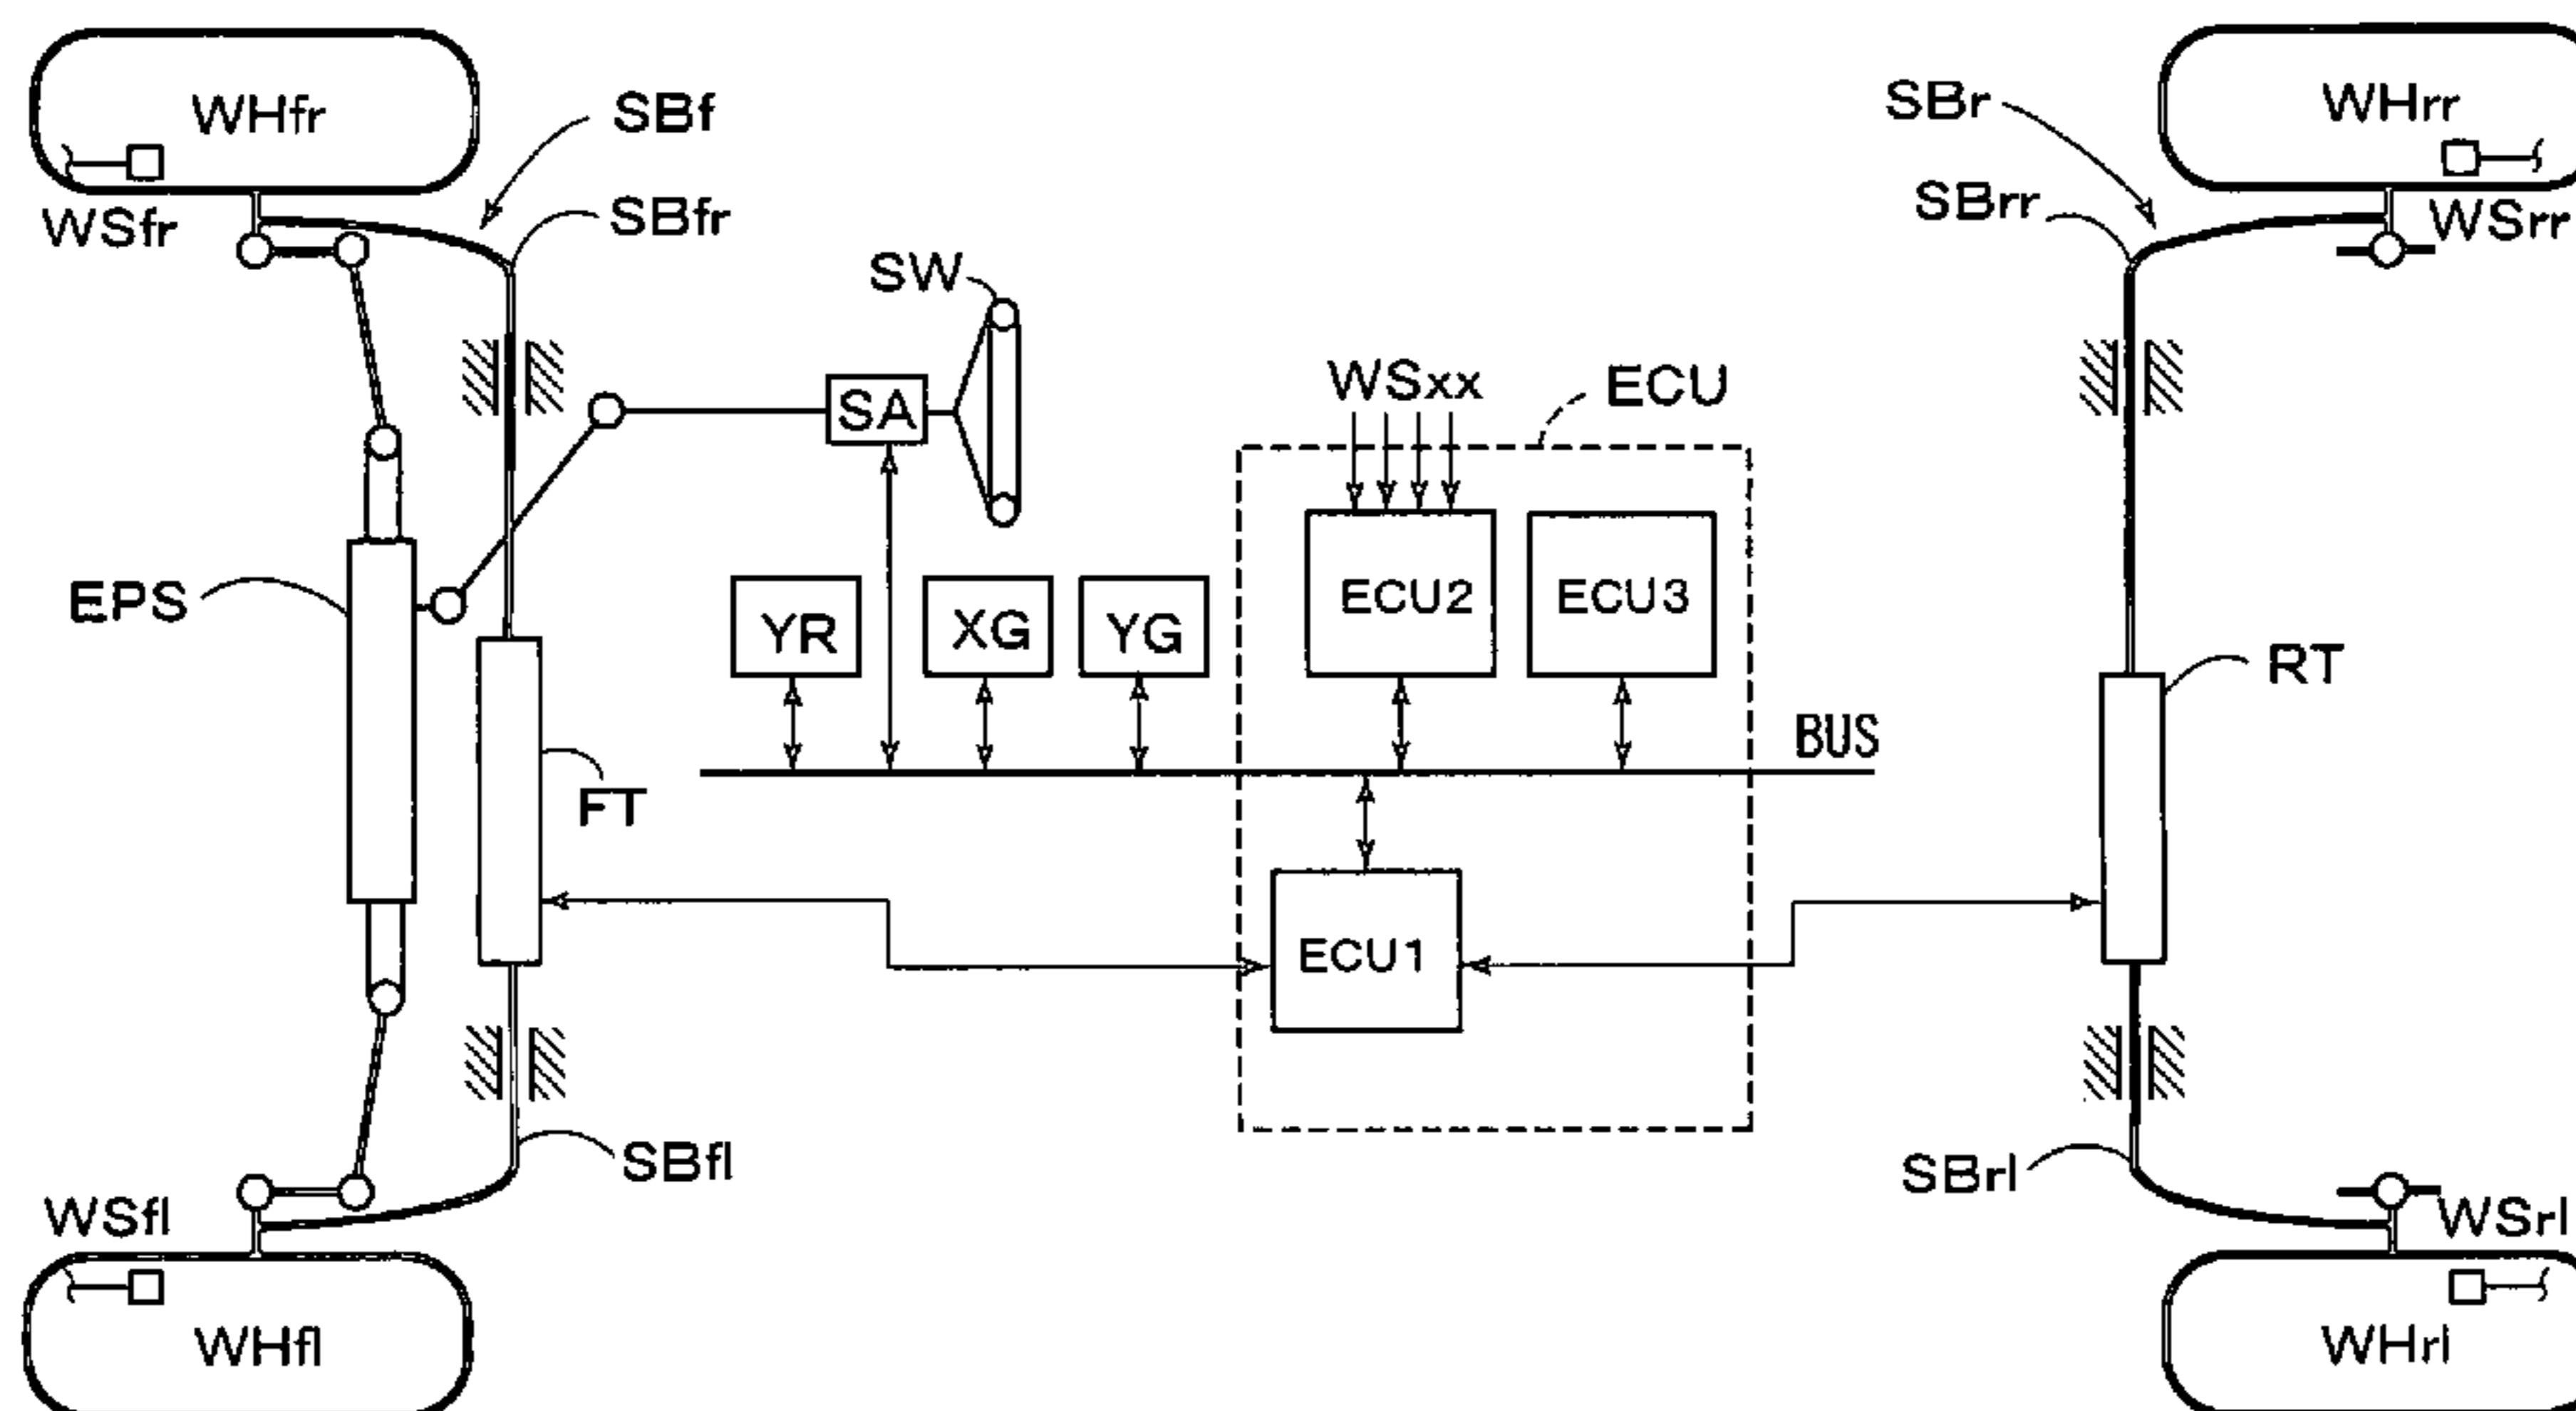 WHfr
SBf
SBr
WHrr
WSfr
SBfr
SBrr
WSrr
SW
SA
WSxx
ECU
EPS
YR
XG
YG
ECU2
ECU3
RT
BUS
FT
ECU1
SBfl
SBrl
WSfl
WSrl
WHfl
WHrl